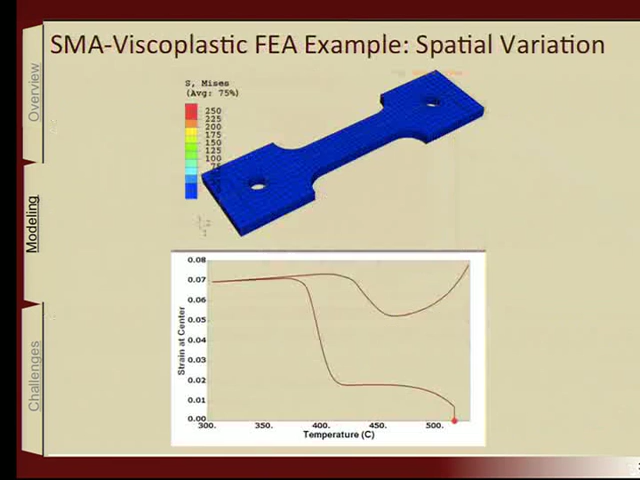 SMA-Viscoplastic FEA Example: Spatial Variation
Overview
Modeling
Challenges
S, Mises
(Avg: 75%)
250
225
200
175
150
125
100
0.08
0.07
0.06
0.05
0.04
0.03
0.02
0.01
0.00
Strain at Center
300. 350. 400. 450. 500.
Temperature (C)